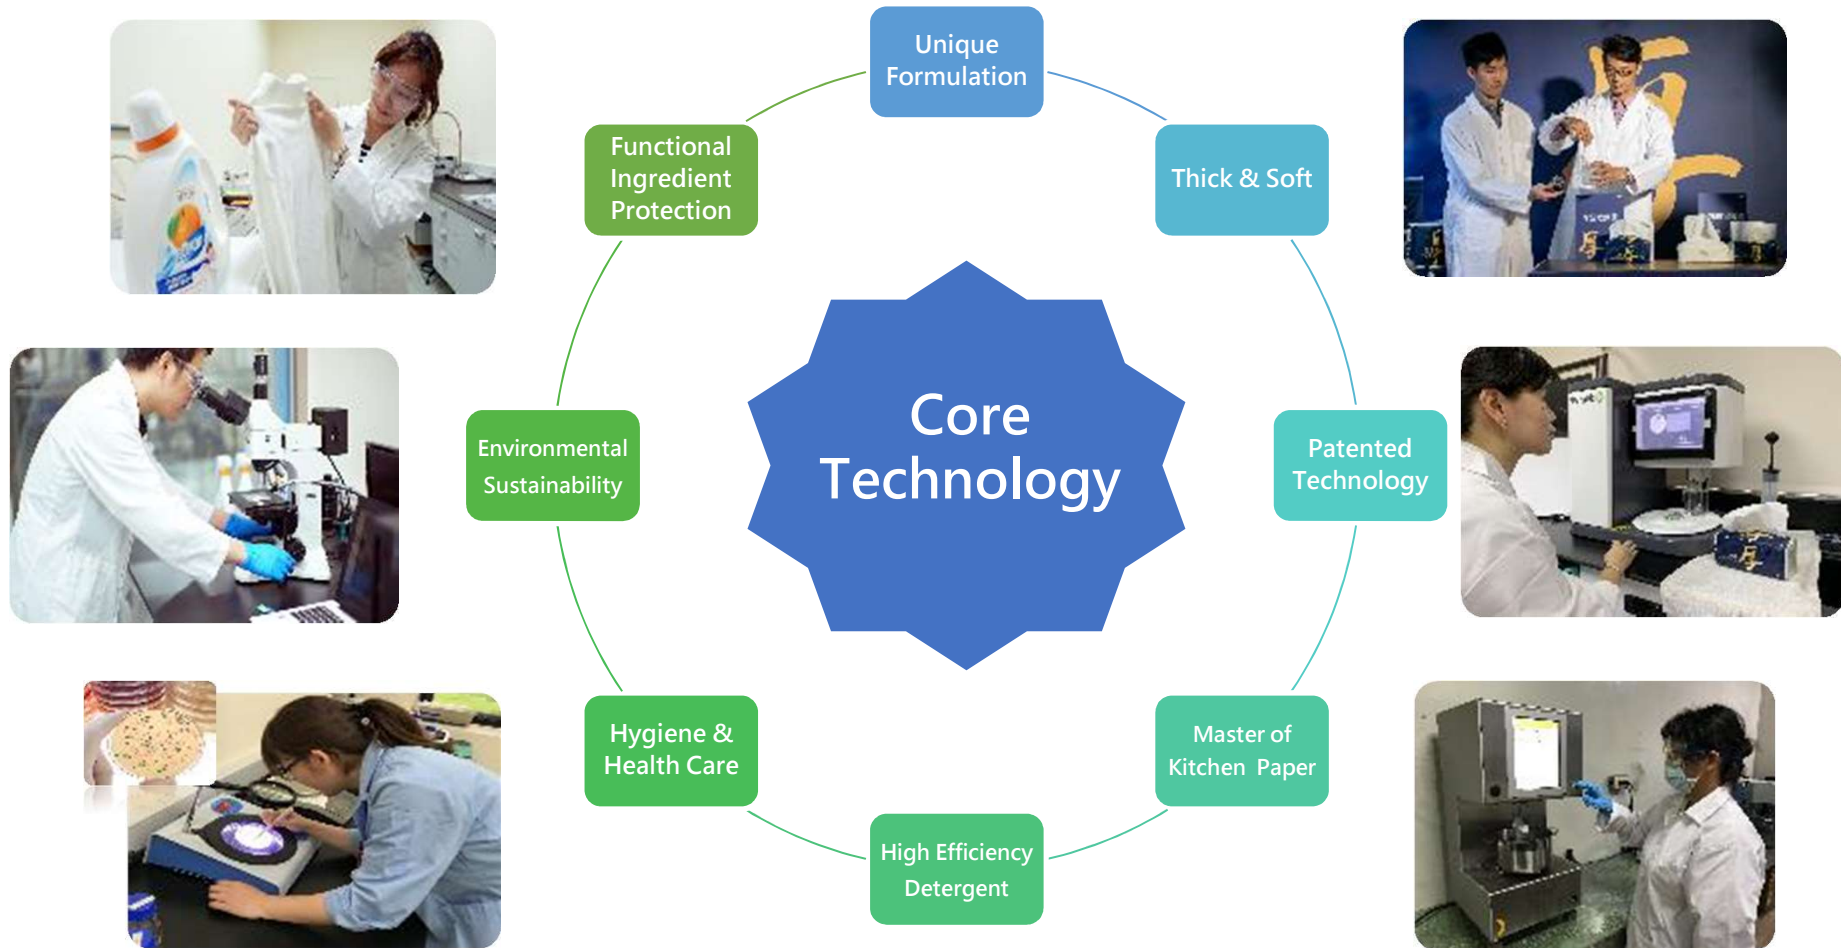 Unique
Formulation
Thick & Soft
Patented
Technology
Master of
Kitchen Paper
High Efficiency
Detergent
Hygiene &
Health Care
Environmental
Sustainability
Functional
Ingredient
Protection
Core
Technology
厚